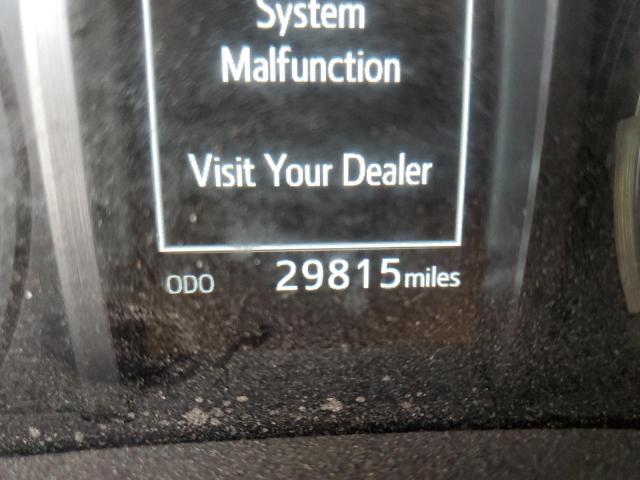 System
Malfunction
Visit Your Dealer
ODO 29815 miles